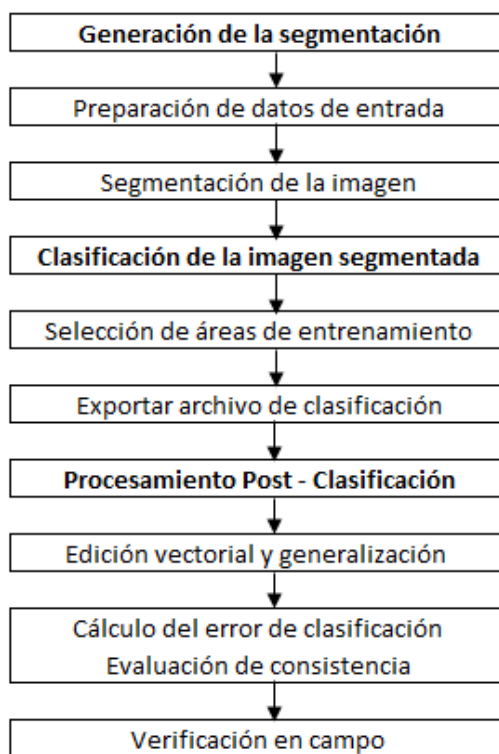 Generación de la segmentación
Preparación de datos de entrada
Segmentación de la imagen
Clasificación de la imagen segmentada
Selección de áreas de entrenamiento
Exportar archivo de clasificación
Procesamiento Post - Clasificación
Edición vectorial y generalización
Cálculo del error de clasificación
Evaluación de consistencia
Verificación en campo